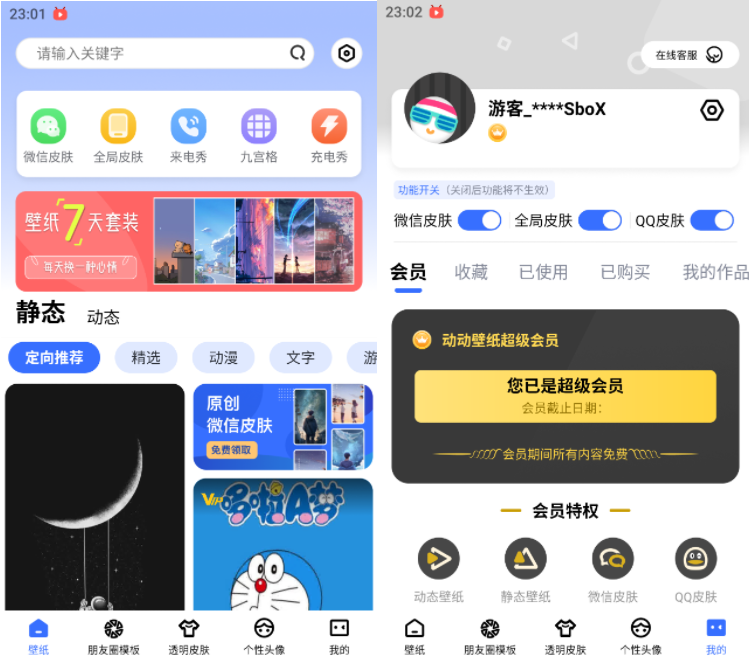 23:01
请输入关键字
微信皮肤
全局皮肤
来电秀
九宫格
充电秀
壁纸7天套装
每天换一种心情
静态
动态
定向推荐
精选
动漫
文字
游
原创
微信皮肤
免费领取
VIP
哆啦A梦
壁纸
朋友圈模板
透明皮肤
个性头像
我的
23:02
在线客服
游客_****SboX
功能开关（关闭后功能将不生效）
微信皮肤
全局皮肤
QQ皮肤
会员
收藏
已使用
已购买
我的作品
动动壁纸超级会员
您已是超级会员
会员截止日期：
会员期间所有内容免费
会员特权
动态壁纸
静态壁纸
微信皮肤
QQ皮肤
壁纸
朋友圈模板
透明皮肤
个性头像
我的